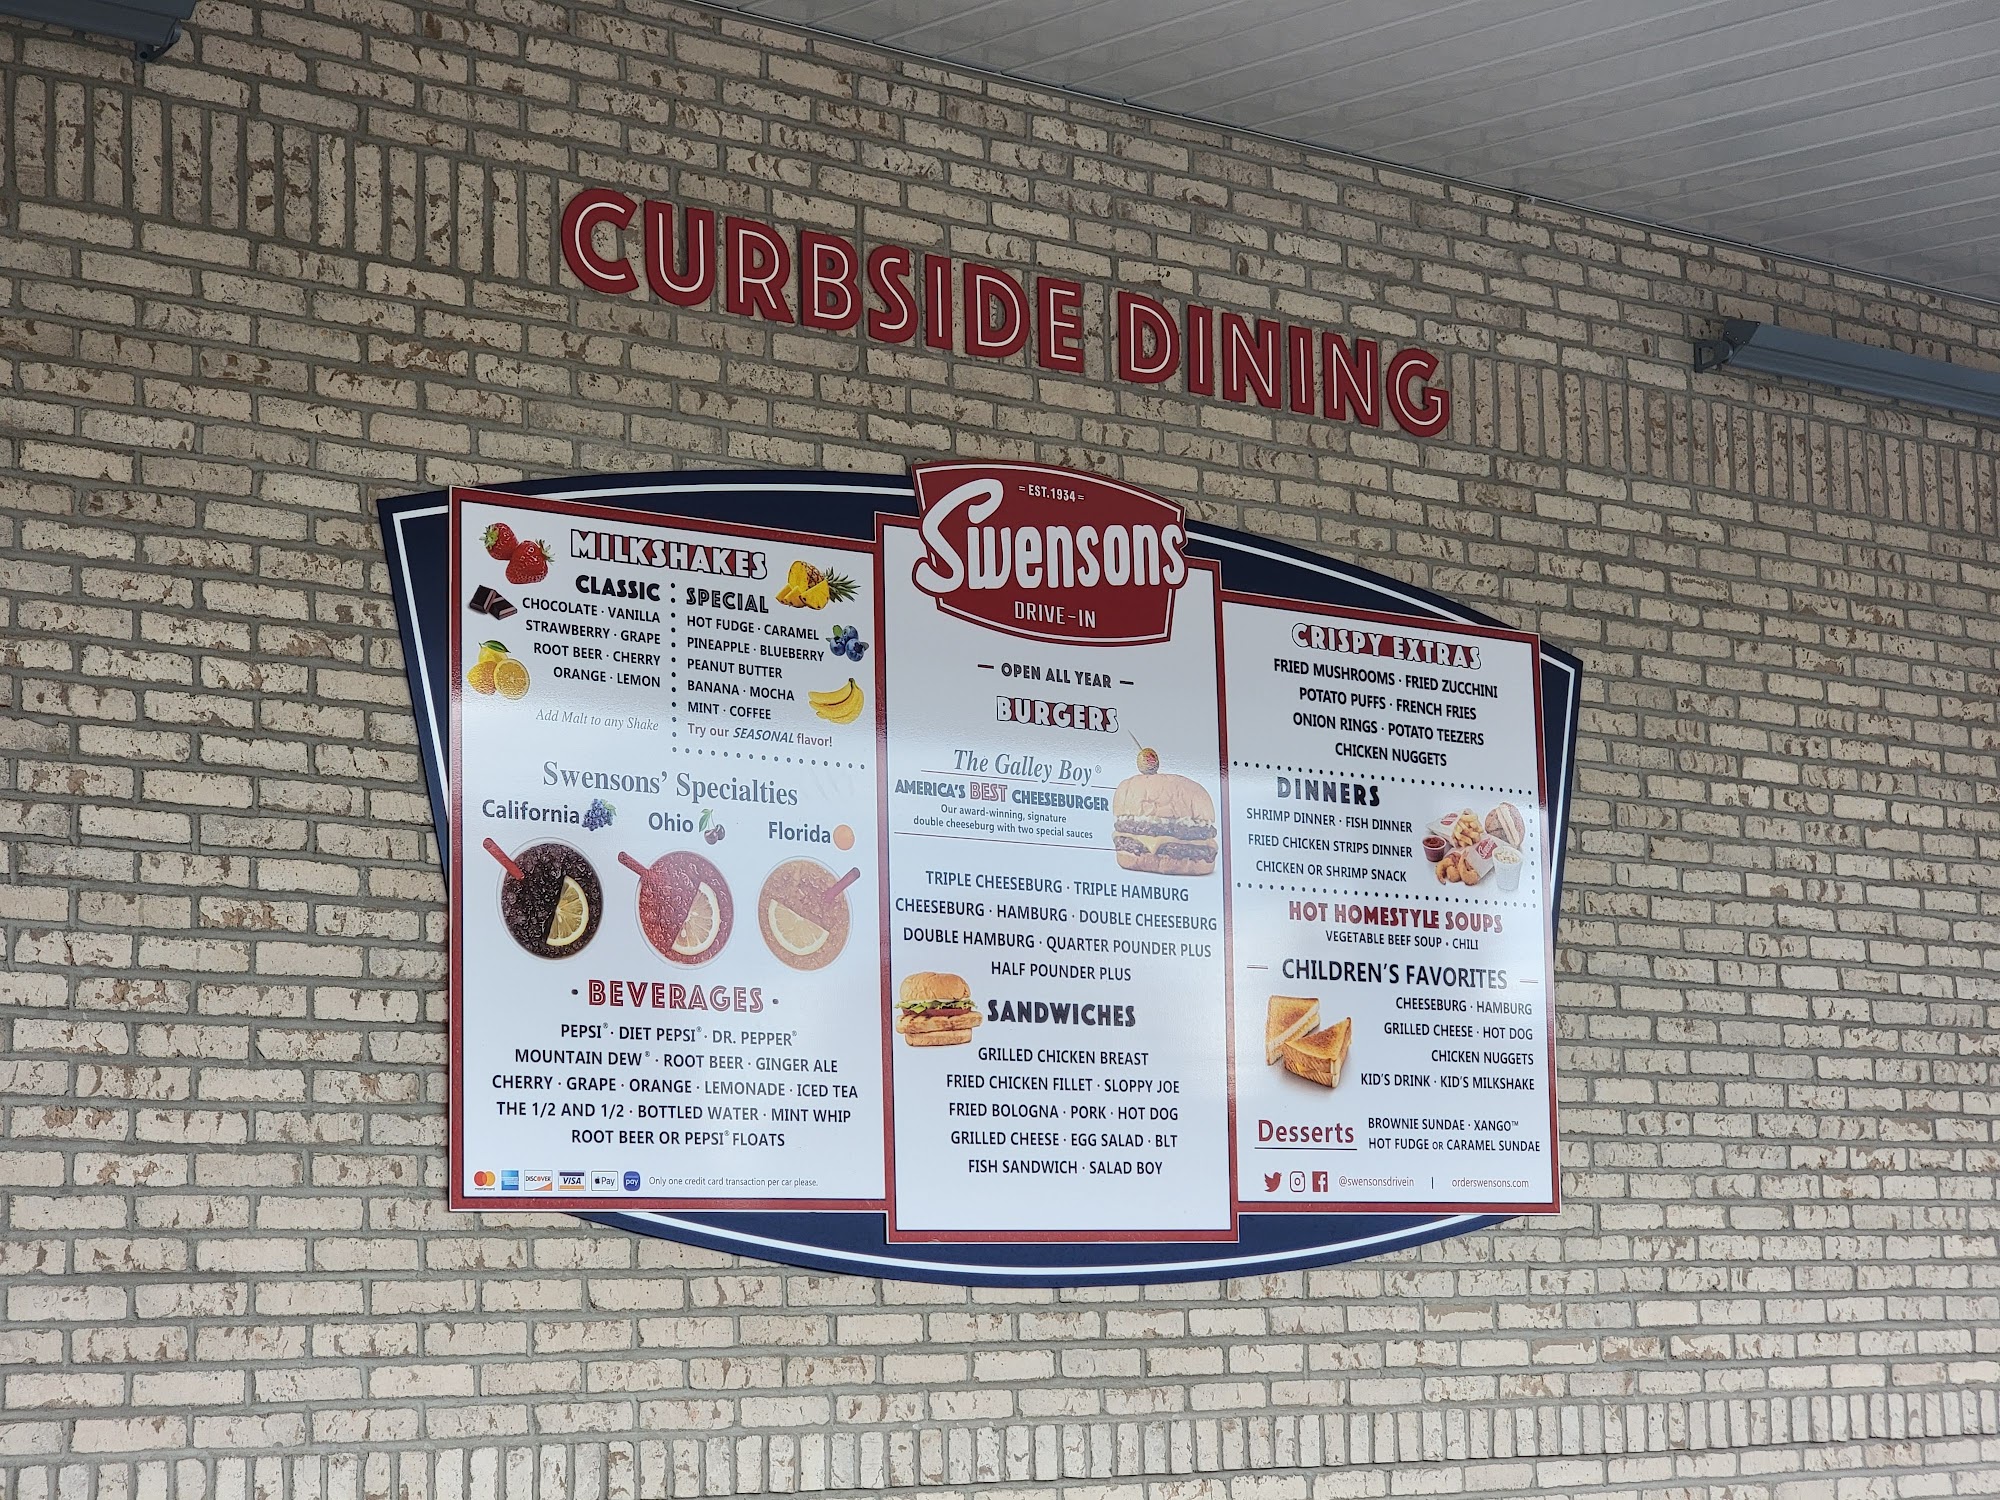 CURBSIDE DINING
= EST. 1934 =
Swensons
DRIVE-IN
MILKSHAKES
CLASSIC
CHOCOLATE · VANILLA
STRAWBERRY · GRAPE
ROOT BEER · CHERRY
ORANGE · LEMON
Add Malt to any Shake
SPECIAL
HOT FUDGE · CARAMEL
PINEAPPLE · BLUEBERRY
PEANUT BUTTER
BANANA · MOCHA
MINT · COFFEE
Try our SEASONAL flavor!
Swensons' Specialties
California
Ohio
Florida
· BEVERAGES ·
PEPSI® · DIET PEPSI® · DR. PEPPER®
MOUNTAIN DEW® · ROOT BEER · GINGER ALE
CHERRY · GRAPE · ORANGE · LEMONADE · ICED TEA
THE 1/2 AND 1/2 · BOTTLED WATER · MINT WHIP
ROOT BEER OR PEPSI® FLOATS
DISCOVER VISA Pay pay Only one credit card transaction per car please.
— OPEN ALL YEAR —
BURGERS
The Galley Boy®
AMERICA'S BEST CHEESEBURGER
Our award-winning, signature
double cheeseburg with two special sauces
TRIPLE CHEESEBURG · TRIPLE HAMBURG
CHEESEBURG · HAMBURG · DOUBLE CHEESEBURG
DOUBLE HAMBURG · QUARTER POUNDER PLUS
HALF POUNDER PLUS
SANDWICHES
GRILLED CHICKEN BREAST
FRIED CHICKEN FILLET · SLOPPY JOE
FRIED BOLOGNA · PORK · HOT DOG
GRILLED CHEESE · EGG SALAD · BLT
FISH SANDWICH · SALAD BOY
CRISPY EXTRAS
FRIED MUSHROOMS · FRIED ZUCCHINI
POTATO PUFFS · FRENCH FRIES
ONION RINGS · POTATO TEEZERS
CHICKEN NUGGETS
DINNERS
SHRIMP DINNER · FISH DINNER
FRIED CHICKEN STRIPS DINNER
CHICKEN OR SHRIMP SNACK
HOT HOMESTYLE SOUPS
VEGETABLE BEEF SOUP · CHILI
— CHILDREN'S FAVORITES —
CHEESEBURG · HAMBURG
GRILLED CHEESE · HOT DOG
CHICKEN NUGGETS
KID'S DRINK · KID'S MILKSHAKE
Desserts
BROWNIE SUNDAE · XANGO™
HOT FUDGE OR CARAMEL SUNDAE
@swensonsdrivein | orderswensons.com